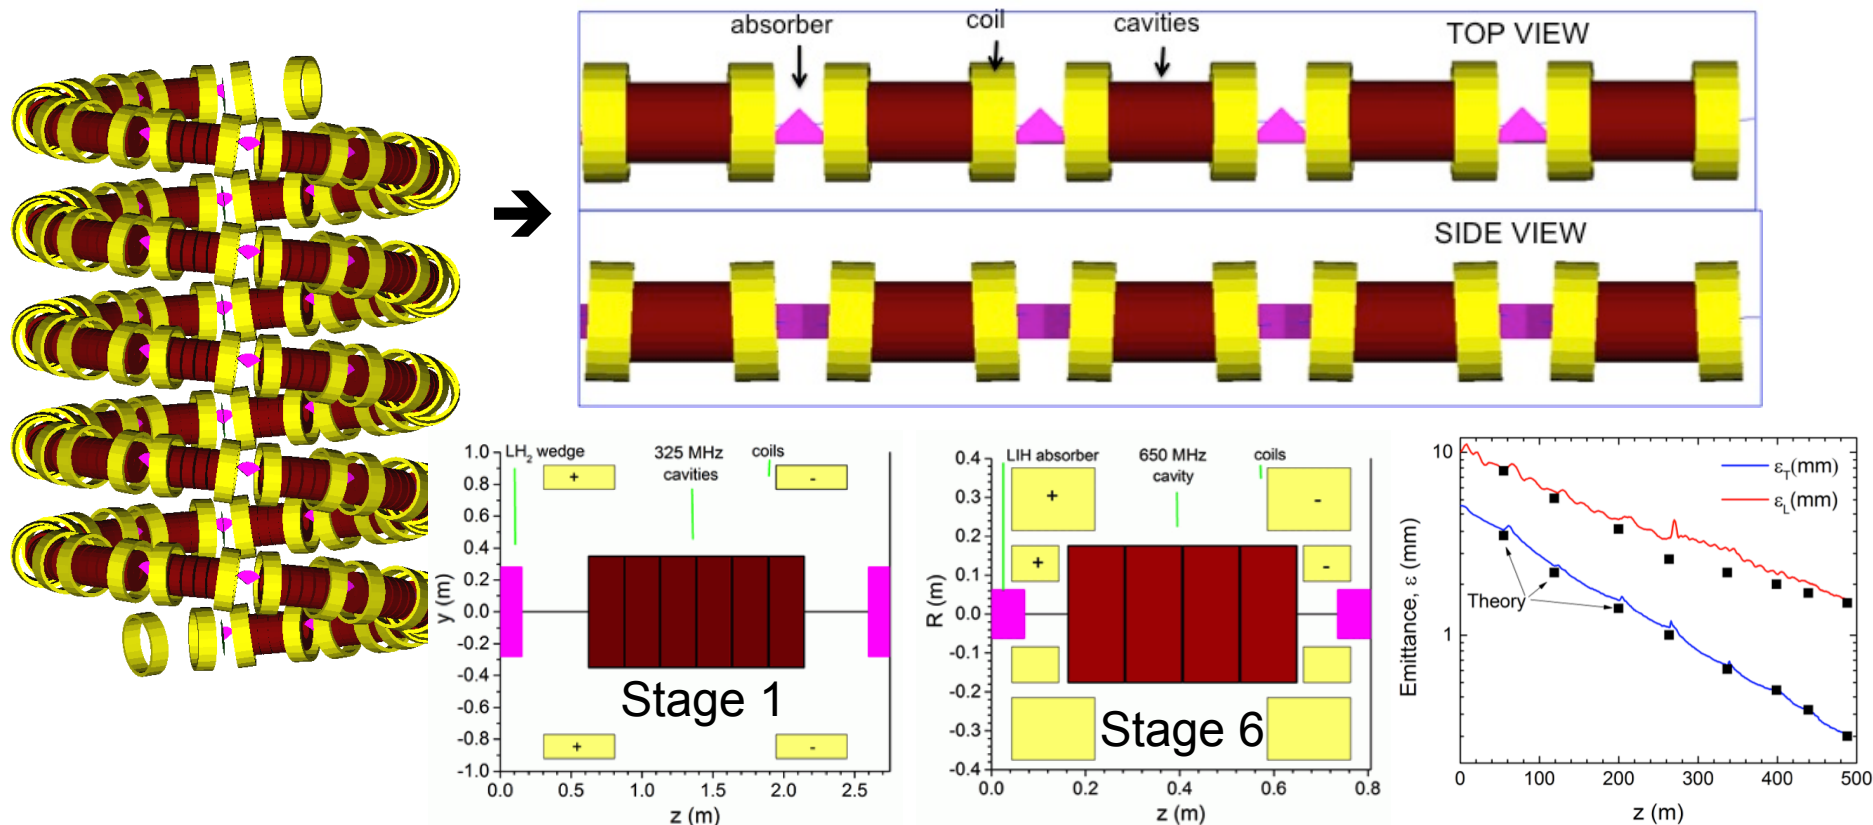 absorber
coil
cavities
TOP VIEW
SIDE VIEW
LH2 wedge
325 MHz
cavities
coils
1.0
0.8
0.6
0.4
0.2
0.0
-0.2
-0.4
-0.6
-0.8
-1.0
y (m)
+
-
+
-
Stage 1
0.0
0.5
1.0
1.5
2.0
2.5
z (m)
LIH absorber
650 MHz
cavity
coils
0.4
0.3
0.2
0.1
0.0
-0.1
-0.2
-0.3
-0.4
R (m)
+
-
+
-
Stage 6
0.0
0.2
0.4
0.6
0.8
z (m)
10
1
Emittance, ε (mm)
εT(mm)
εL(mm)
Theory
0
100
200
300
400
500
z (m)